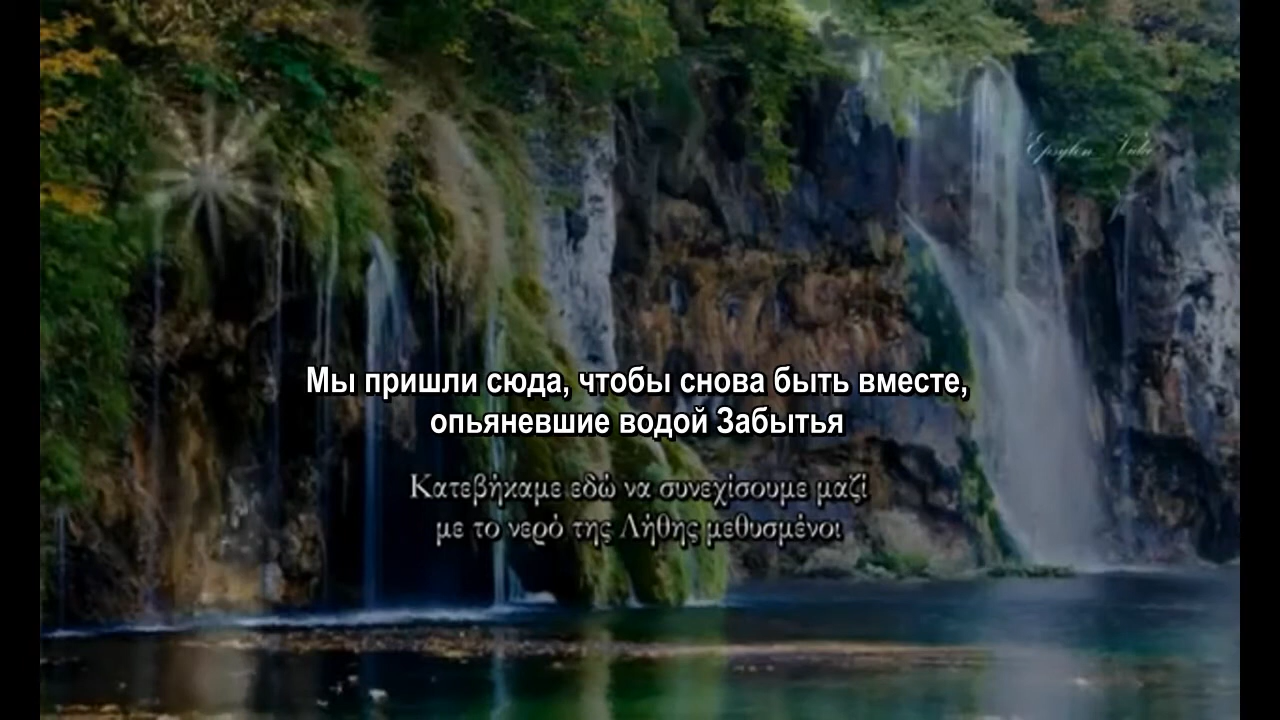 Мы пришли сюда, чтобы снова быть вместе,
опьяневшие водой Забытья
Κατεβήκαμε εδώ να συνεχίσουμε μαζί
με το νερό της Λήθης μεθυσμένοι